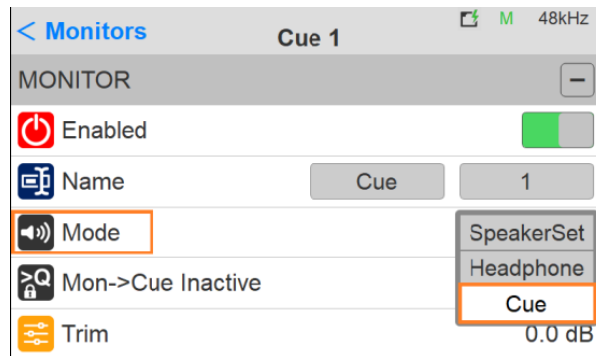 < Monitors Cue 1 M 48kHz
MONITOR
Enabled
Name Cue 1
Mode SpeakerSet
Headphone
>Q Mon->Cue Inactive
Cue
Trim 0.0 dB